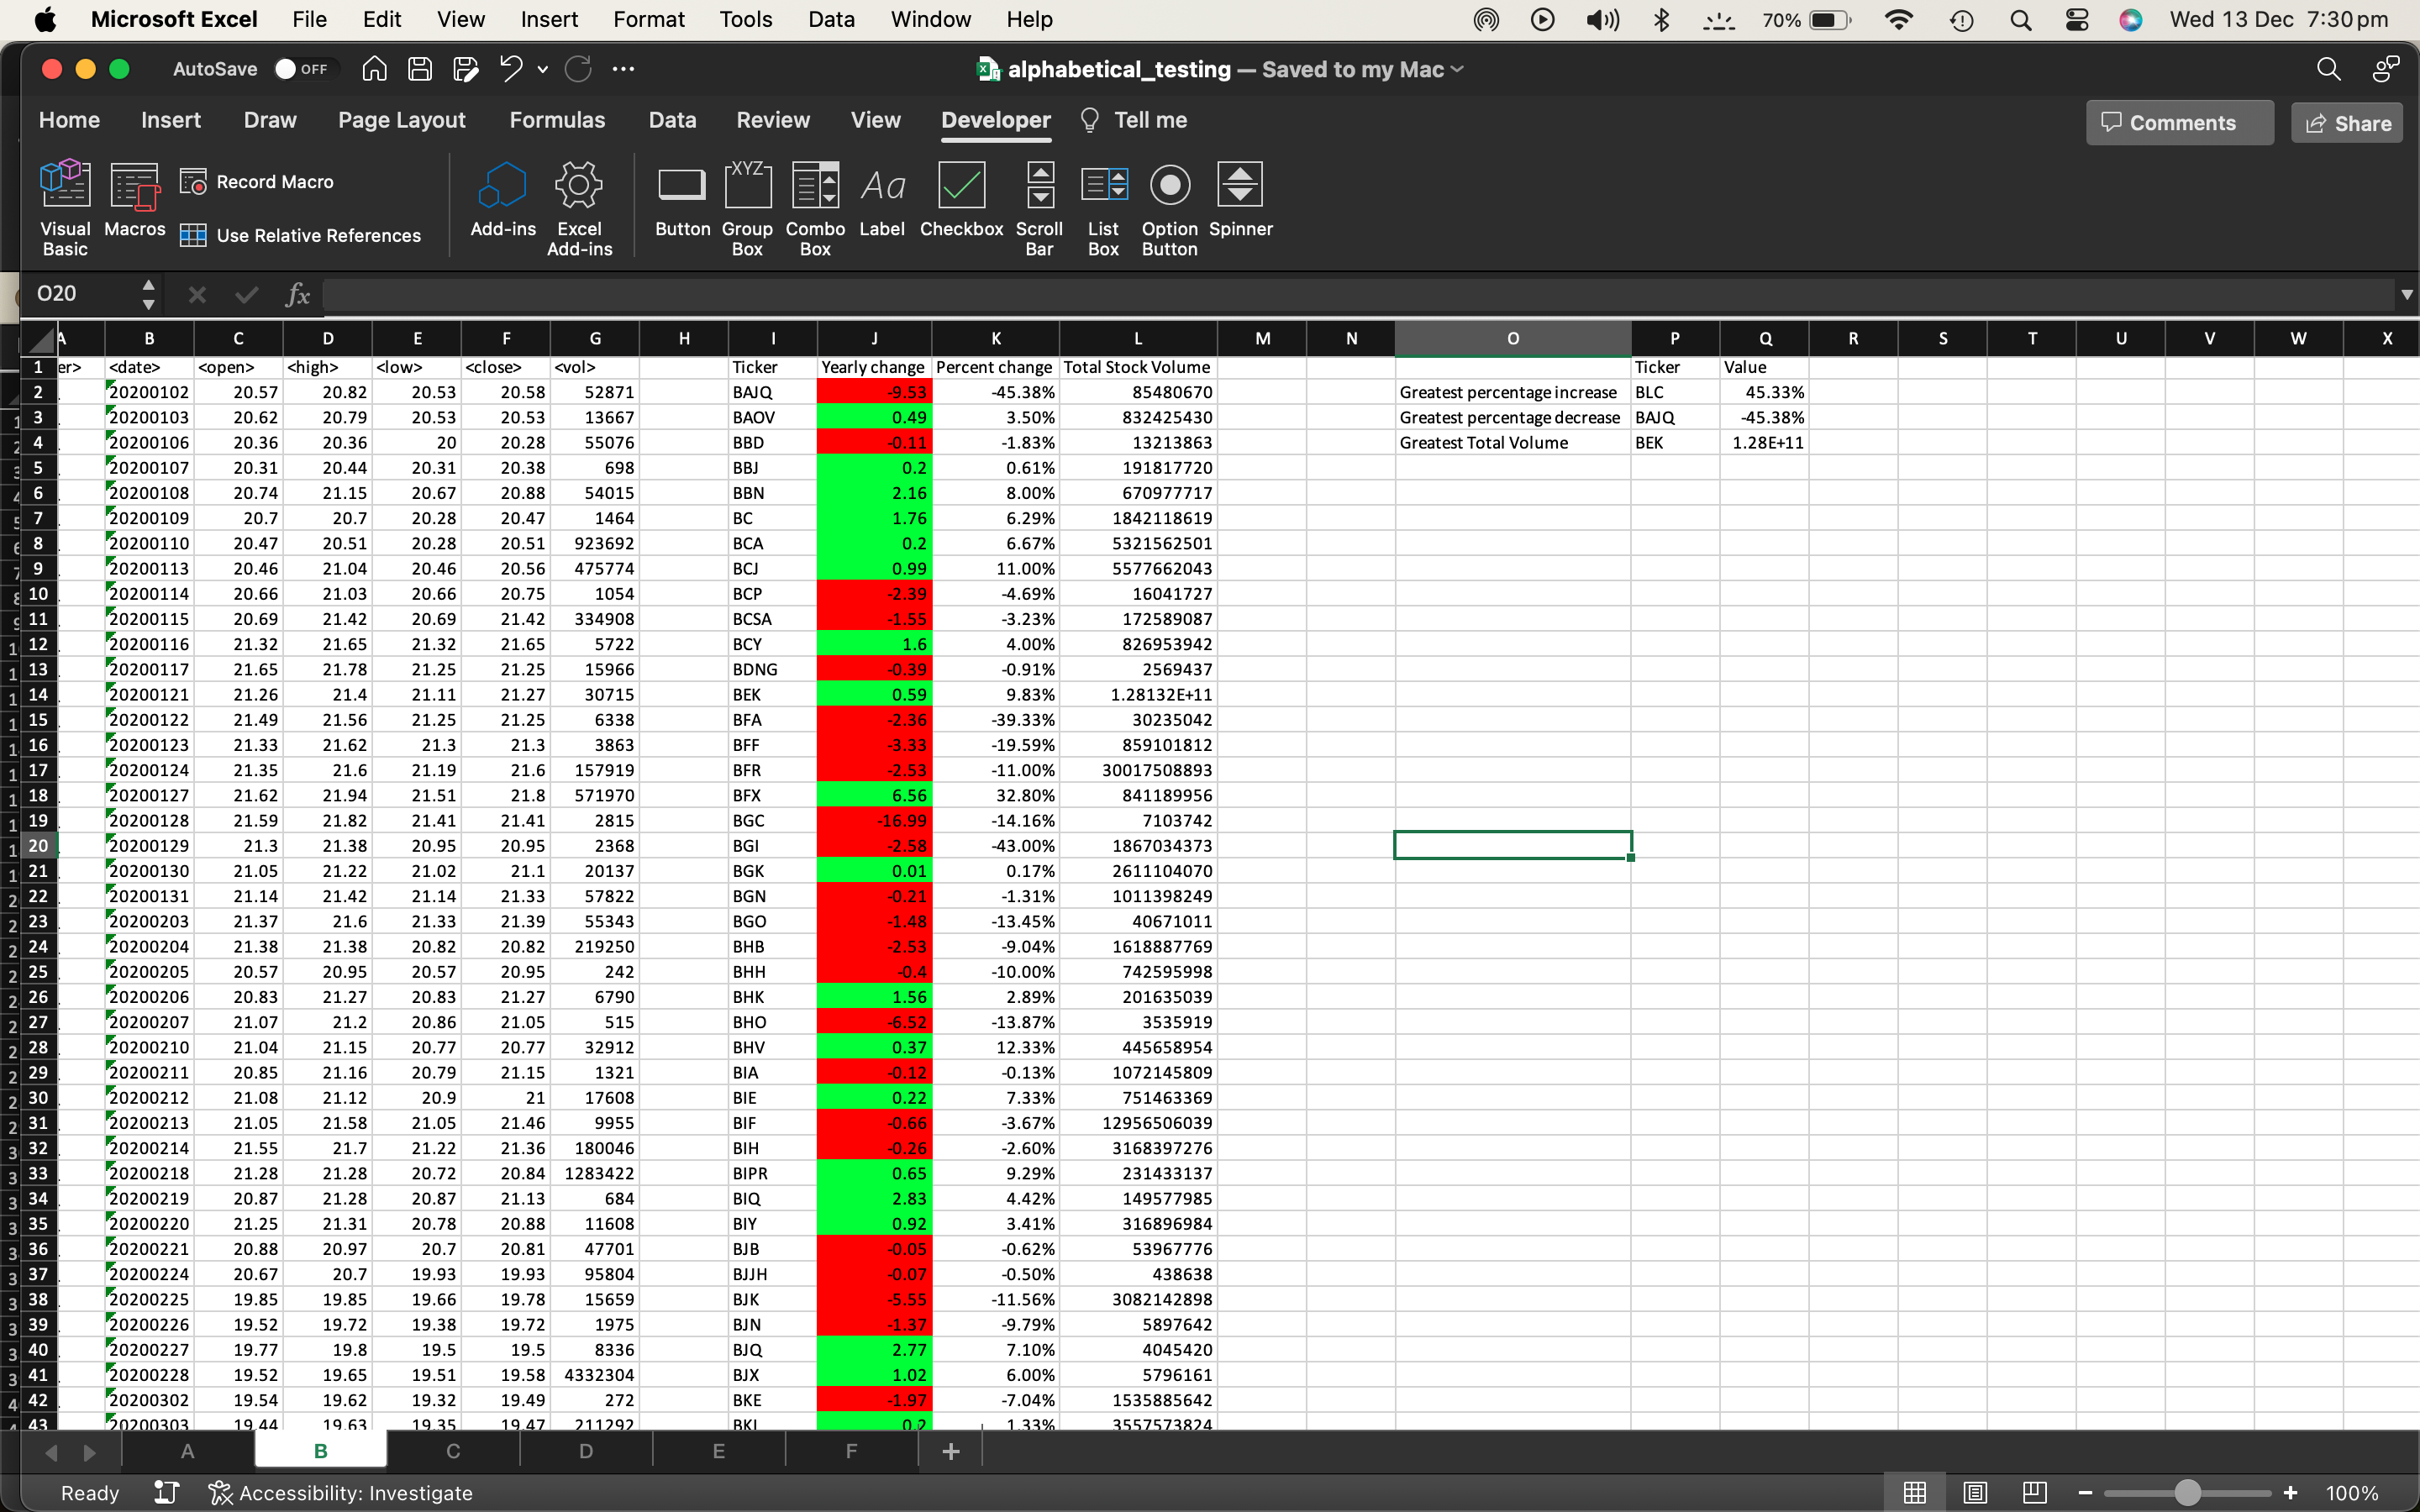 Microsoft Excel File Edit View Insert Format Tools Data Window Help 70% Wed 13 Dec 7:30 pm
AutoSave OFF alphabetical_testing — Saved to my Mac
Home Insert Draw Page Layout Formulas Data Review View Developer Tell me Comments Share
Record Macro
Visual Basic Macros Use Relative References Add-ins Excel Add-ins Button Group Box Combo Box Label Checkbox Scroll Bar List Box Option Button Spinner
O20 fx
A B C D E F G H I J K L M N O P Q R S T U V W X
1 er> <date> <open> <high> <low> <close> <vol> Ticker Yearly change Percent change Total Stock Volume Ticker Value
2 20200102 20.57 20.82 20.53 20.58 52871 BAJQ -9.53 -45.38% 85480670 Greatest percentage increase BLC 45.33%
3 20200103 20.62 20.79 20.53 20.53 13667 BAOV 0.49 3.50% 832425430 Greatest percentage decrease BAJQ -45.38%
4 20200106 20.36 20.36 20 20.28 55076 BBD -0.11 -1.83% 13213863 Greatest Total Volume BEK 1.28E+11
5 20200107 20.31 20.44 20.31 20.38 698 BBJ 0.2 0.61% 191817720
6 20200108 20.74 21.15 20.67 20.88 54015 BBN 2.16 8.00% 670977717
7 20200109 20.7 20.7 20.28 20.47 1464 BC 1.76 6.29% 1842118619
8 20200110 20.47 20.51 20.28 20.51 923692 BCA 0.2 6.67% 5321562501
9 20200113 20.46 21.04 20.46 20.56 475774 BCJ 0.99 11.00% 5577662043
10 20200114 20.66 21.03 20.66 20.75 1054 BCP -2.39 -4.69% 16041727
11 20200115 20.69 21.42 20.69 21.42 334908 BCSA -1.55 -3.23% 172589087
12 20200116 21.32 21.65 21.32 21.65 5722 BCY 1.6 4.00% 826953942
13 20200117 21.65 21.78 21.25 21.25 15966 BDNG -0.39 -0.91% 2569437
14 20200121 21.26 21.4 21.11 21.27 30715 BEK 0.59 9.83% 1.28132E+11
15 20200122 21.49 21.56 21.25 21.25 6338 BFA -2.36 -39.33% 30235042
16 20200123 21.33 21.62 21.3 21.3 3863 BFF -3.33 -19.59% 859101812
17 20200124 21.35 21.6 21.19 21.6 157919 BFR -2.53 -11.00% 30017508893
18 20200127 21.62 21.94 21.51 21.8 571970 BFX 6.56 32.80% 841189956
19 20200128 21.59 21.82 21.41 21.41 2815 BGC -16.99 -14.16% 7103742
20 20200129 21.3 21.38 20.95 20.95 2368 BGI -2.58 -43.00% 1867034373
21 20200130 21.05 21.22 21.02 21.1 20137 BGK 0.01 0.17% 2611104070
22 20200131 21.14 21.42 21.14 21.33 57822 BGN -0.21 -1.31% 1011398249
23 20200203 21.37 21.6 21.33 21.39 55343 BGO -1.48 -13.45% 40671011
24 20200204 21.38 21.38 20.82 20.82 219250 BHB -2.53 -9.04% 1618887769
25 20200205 20.57 20.95 20.57 20.95 242 BHH -0.4 -10.00% 742595998
26 20200206 20.83 21.27 20.83 21.27 6790 BHK 1.56 2.89% 201635039
27 20200207 21.07 21.2 20.86 21.05 515 BHO -6.52 -13.87% 3535919
28 20200210 21.04 21.15 20.77 20.77 32912 BHV 0.37 12.33% 445658954
29 20200211 20.85 21.16 20.79 21.15 1321 BIA -0.12 -0.13% 1072145809
30 20200212 21.08 21.12 20.9 21 17608 BIE 0.22 7.33% 751463369
31 20200213 21.05 21.58 21.05 21.46 9955 BIF -0.66 -3.67% 12956506039
32 20200214 21.55 21.7 21.22 21.36 180046 BIH -0.26 -2.60% 3168397276
33 20200218 21.28 21.28 20.72 20.84 1283422 BIPR 0.65 9.29% 231433137
34 20200219 20.87 21.28 20.87 21.13 684 BIQ 2.83 4.42% 149577985
35 20200220 21.25 21.31 20.78 20.88 11608 BIY 0.92 3.41% 316896984
36 20200221 20.88 20.97 20.7 20.81 47701 BJB -0.05 -0.62% 53967776
37 20200224 20.67 20.7 19.93 19.93 95804 BJJH -0.07 -0.50% 438638
38 20200225 19.85 19.85 19.66 19.78 15659 BJK -5.55 -11.56% 3082142898
39 20200226 19.52 19.72 19.38 19.72 1975 BJN -1.37 -9.79% 5897642
40 20200227 19.77 19.8 19.5 19.5 8336 BJQ 2.77 7.10% 4045420
41 20200228 19.52 19.65 19.51 19.58 4332304 BJX 1.02 6.00% 5796161
42 20200302 19.54 19.62 19.32 19.49 272 BKE -1.97 -7.04% 1535885642
43 20200303 19.44 19.63 19.35 19.47 211292 0.2 1.33% 3557573824
A B C D E F +
Ready Accessibility: Investigate 100%